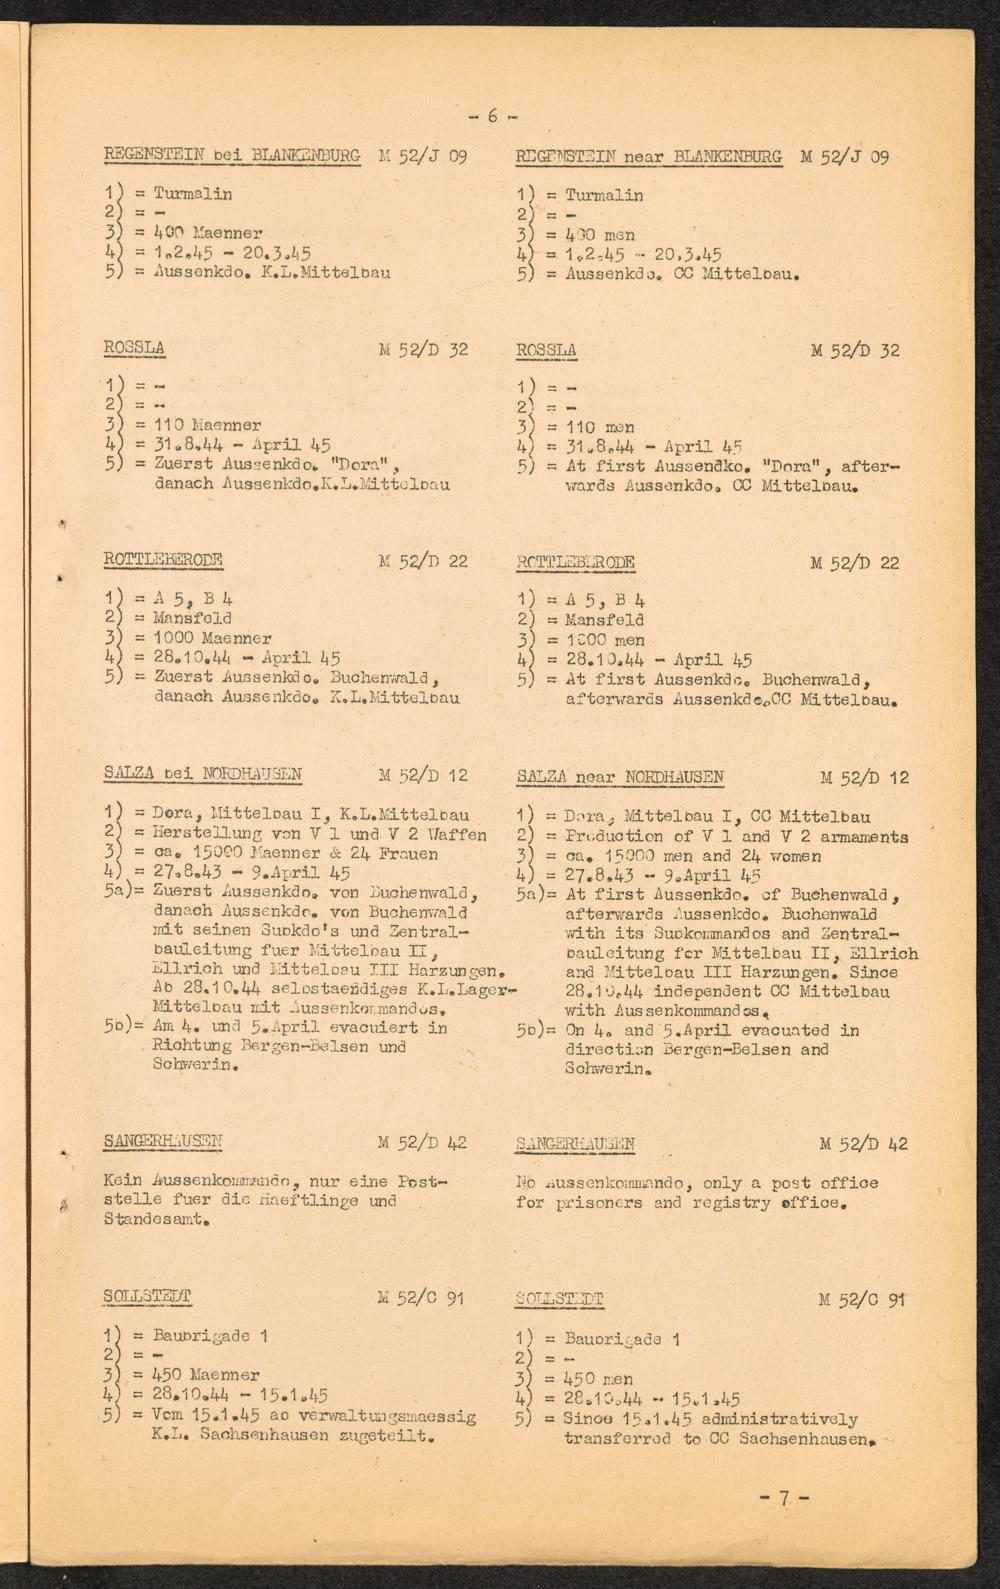 - 6 -
REGENSTEIN bei BLANKENBURG M 52/J 09
1) = Turmalin
2) = -
3) = 400 Maenner
4) = 1.2.45 - 20.3.45
5) = Aussenkdo. K.L.Mittelbau
ROSSLA M 52/D 32
1) = -
2) = -
3) = 110 Maenner
4) = 31.8.44 - April 45
5) = Zuerst Aussenkdo. "Dora",
danach Aussenkdo.K.L.Mittelbau
ROTTLEBERODE M 52/D 22
1) = A 5, B 4
2) = Mansfeld
3) = 1000 Maenner
4) = 28.10.44 - April 45
5) = Zuerst Aussenkdo. Buchenwald,
danach Aussenkdo. K.L.Mittelbau
SALZA bei NORDHAUSEN M 52/D 12
1) = Dora, Mittelbau I, K.L.Mittelbau
2) = Herstellung von V 1 und V 2 Waffen
3) = ca. 15000 Maenner & 24 Frauen
4) = 27.8.43 - 9.April 45
5a)= Zuerst Aussenkdo. von Buchenwald,
danach Aussenkdo. von Buchenwald
mit seinen Subkdo's und Zentral-
bauleitung fuer Mittelbau II,
Ellrich und Mittelbau III Harzungen.
Ab 28.10.44 selbstaendiges K.L.Lager-
Mittelbau mit Aussenkommandos.
5b)= Am 4. und 5.April evacuiert in
Richtung Bergen-Belsen und
Schwerin.
SANGERHAUSEN M 52/D 42
Kein Aussenkommando, nur eine Post-
stelle fuer die Haeftlinge und
Standesamt.
SOLLSTEDT M 52/C 91
1) = Baubrigade 1
2) = -
3) = 450 Maenner
4) = 28.10.44 - 15.1.45
5) = Vom 15.1.45 ab verwaltungsmaessig
K.L. Sachsenhausen zugeteilt.
REGENSTEIN near BLANKENBURG M 52/J 09
1) = Turmalin
2) = -
3) = 400 men
4) = 1.2.45 - 20.3.45
5) = Aussenkdo. CC Mittelbau.
ROSSLA M 52/D 32
1) = -
2) = -
3) = 110 men
4) = 31.8.44 - April 45
5) = At first Aussendko. "Dora", after-
wards Aussenkdo. CC Mittelbau.
ROTTLEBERODE M 52/D 22
1) = A 5, B 4
2) = Mansfeld
3) = 1000 men
4) = 28.10.44 - April 45
5) = At first Aussenkdo. Buchenwald,
afterwards Aussenkdo.CC Mittelbau.
SALZA near NORDHAUSEN M 52/D 12
1) = Dora, Mittelbau I, CC Mittelbau
2) = Production of V 1 and V 2 armaments
3) = ca. 15000 men and 24 women
4) = 27.8.43 - 9.April 45
5a)= At first Aussenkdo. of Buchenwald,
afterwards Aussenkdo. Buchenwald
with its Subkommandos and Zentral-
bauleitung for Mittelbau II, Ellrich
and Mittelbau III Harzungen. Since
28.10.44 independent CC Mittelbau
with Aussenkommandos.
5b)= On 4. and 5.April evacuated in
direction Bergen-Belsen and
Schwerin.
SANGERHAUSEN M 52/D 42
No Aussenkommando, only a post office
for prisoners and registry office.
SOLLSTEDT M 52/C 91
1) = Baubrigade 1
2) = -
3) = 450 men
4) = 28.10.44 - 15.1.45
5) = Since 15.1.45 administratively
transferred to CC Sachsenhausen.
- 7 -